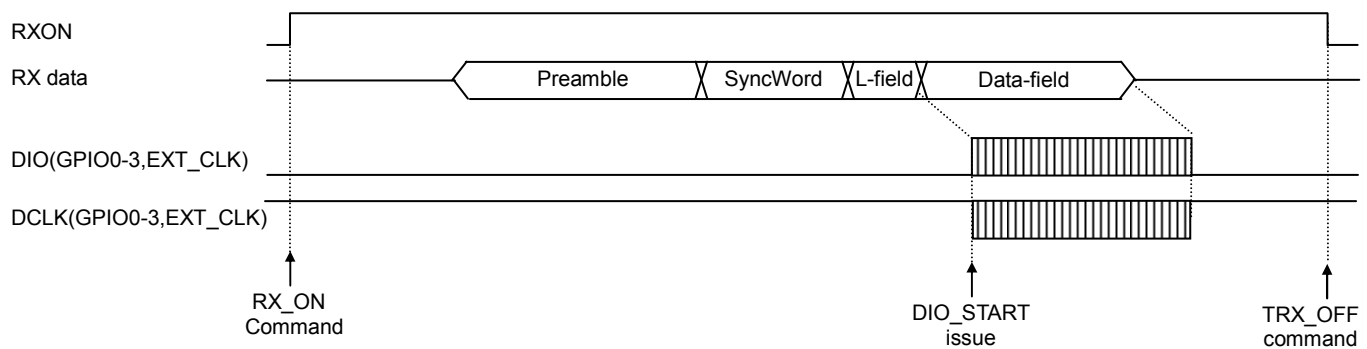 RXON
RX data
Preamble
SyncWord
L-field
Data-field
DIO(GPIO0-3,EXT_CLK)
DCLK(GPIO0-3,EXT_CLK)
RX_ON
Command
DIO_START
issue
TRX_OFF
command